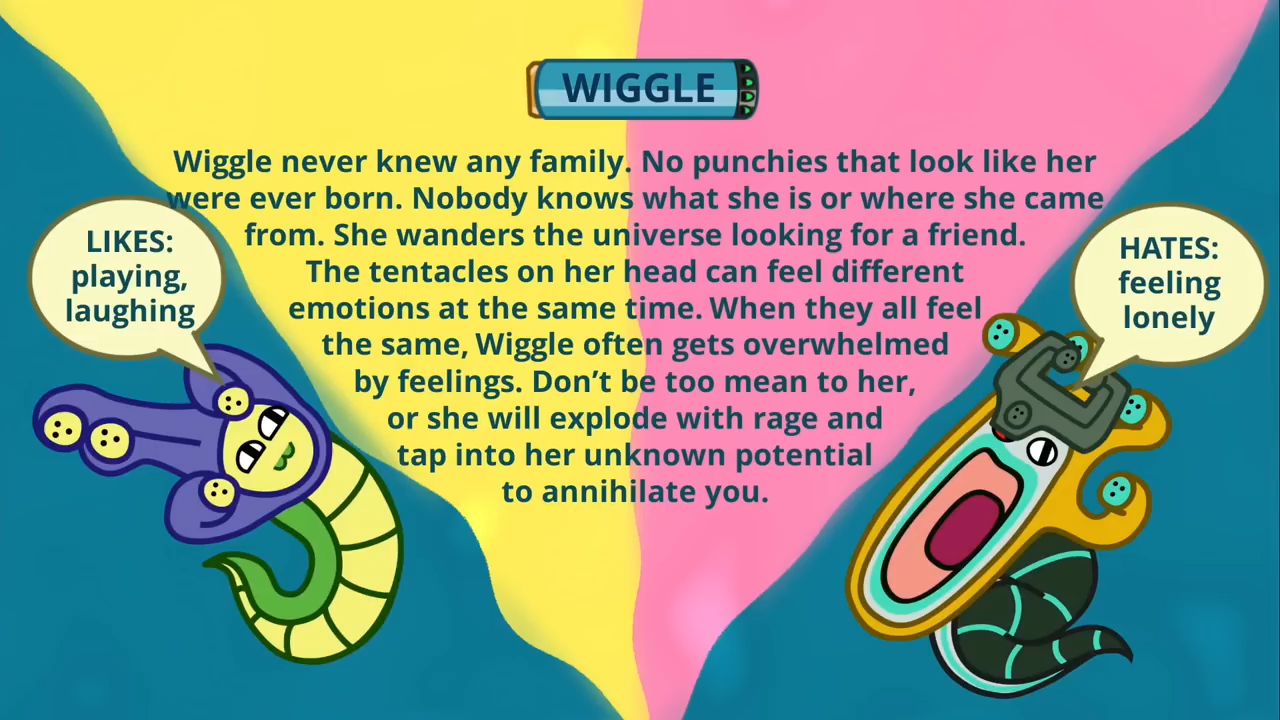 WIGGLE
Wiggle never knew any family. No punchies that look like her
were ever born. Nobody knows what she is or where she came
from. She wanders the universe looking for a friend.
The tentacles on her head can feel different
emotions at the same time. When they all feel
the same, Wiggle often gets overwhelmed
by feelings. Don’t be too mean to her,
or she will explode with rage and
tap into her unknown potential
to annihilate you.
LIKES:
playing,
laughing
HATES:
feeling
lonely